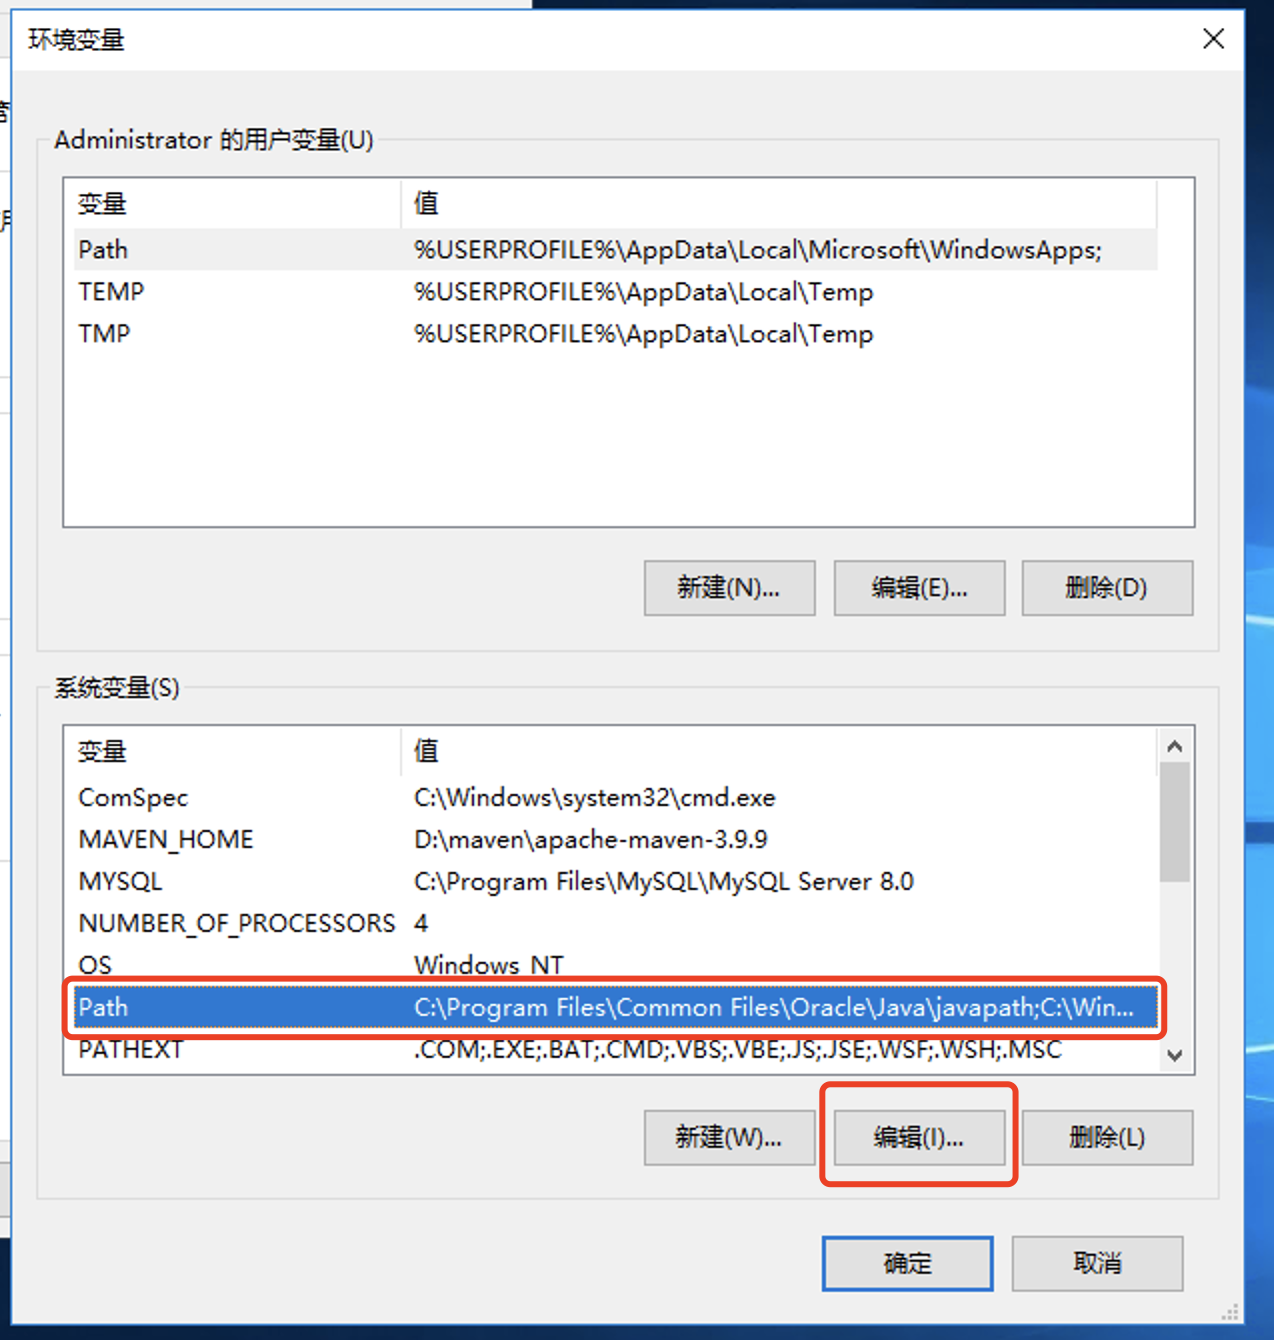 环境变量
Administrator 的用户变量(U)
变量 值
Path %USERPROFILE%\AppData\Local\Microsoft\WindowsApps;
TEMP %USERPROFILE%\AppData\Local\Temp
TMP %USERPROFILE%\AppData\Local\Temp
新建(N)... 编辑(E)... 删除(D)
系统变量(S)
变量 值
ComSpec C:\Windows\system32\cmd.exe
MAVEN_HOME D:\maven\apache-maven-3.9.9
MYSQL C:\Program Files\MySQL\MySQL Server 8.0
NUMBER_OF_PROCESSORS 4
OS Windows NT
Path C:\Program Files\Common Files\Oracle\Java\javapath;C:\Win...
PATHEXT .COM;.EXE;.BAT;.CMD;.VBS;.VBE;.JS;.JSE;.WSF;.WSH;.MSC
新建(W)... 编辑(I)... 删除(L)
确定 取消